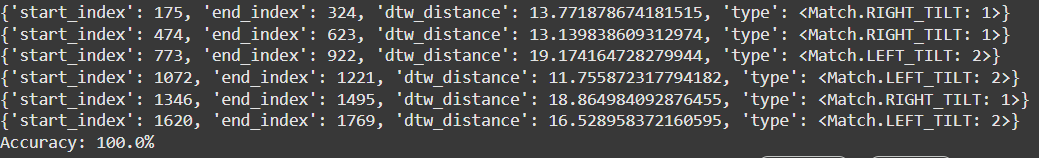 {'start_index': 175, 'end_index': 324, 'dtw_distance': 13.771878674181515, 'type': <Match.RIGHT_TILT: 1>}
{'start_index': 474, 'end_index': 623, 'dtw_distance': 13.139838609312974, 'type': <Match.RIGHT_TILT: 1>}
{'start_index': 773, 'end_index': 922, 'dtw_distance': 19.174164728279944, 'type': <Match.LEFT_TILT: 2>}
{'start_index': 1072, 'end_index': 1221, 'dtw_distance': 11.755872317794182, 'type': <Match.LEFT_TILT: 2>}
{'start_index': 1346, 'end_index': 1495, 'dtw_distance': 18.864984092876455, 'type': <Match.RIGHT_TILT: 1>}
{'start_index': 1620, 'end_index': 1769, 'dtw_distance': 16.528958372160595, 'type': <Match.LEFT_TILT: 2>}
Accuracy: 100.0%